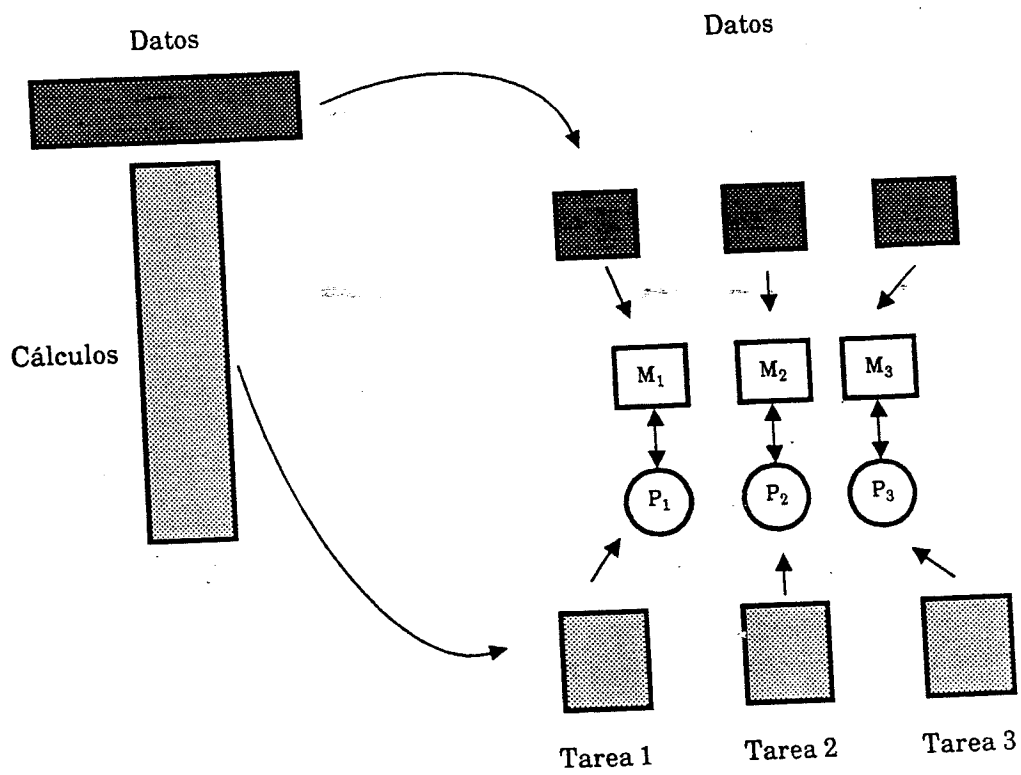 Datos
Datos
Cálculos
M₁
M₂
M₃
P₁
P₂
P₃
Tarea 1
Tarea 2
Tarea 3